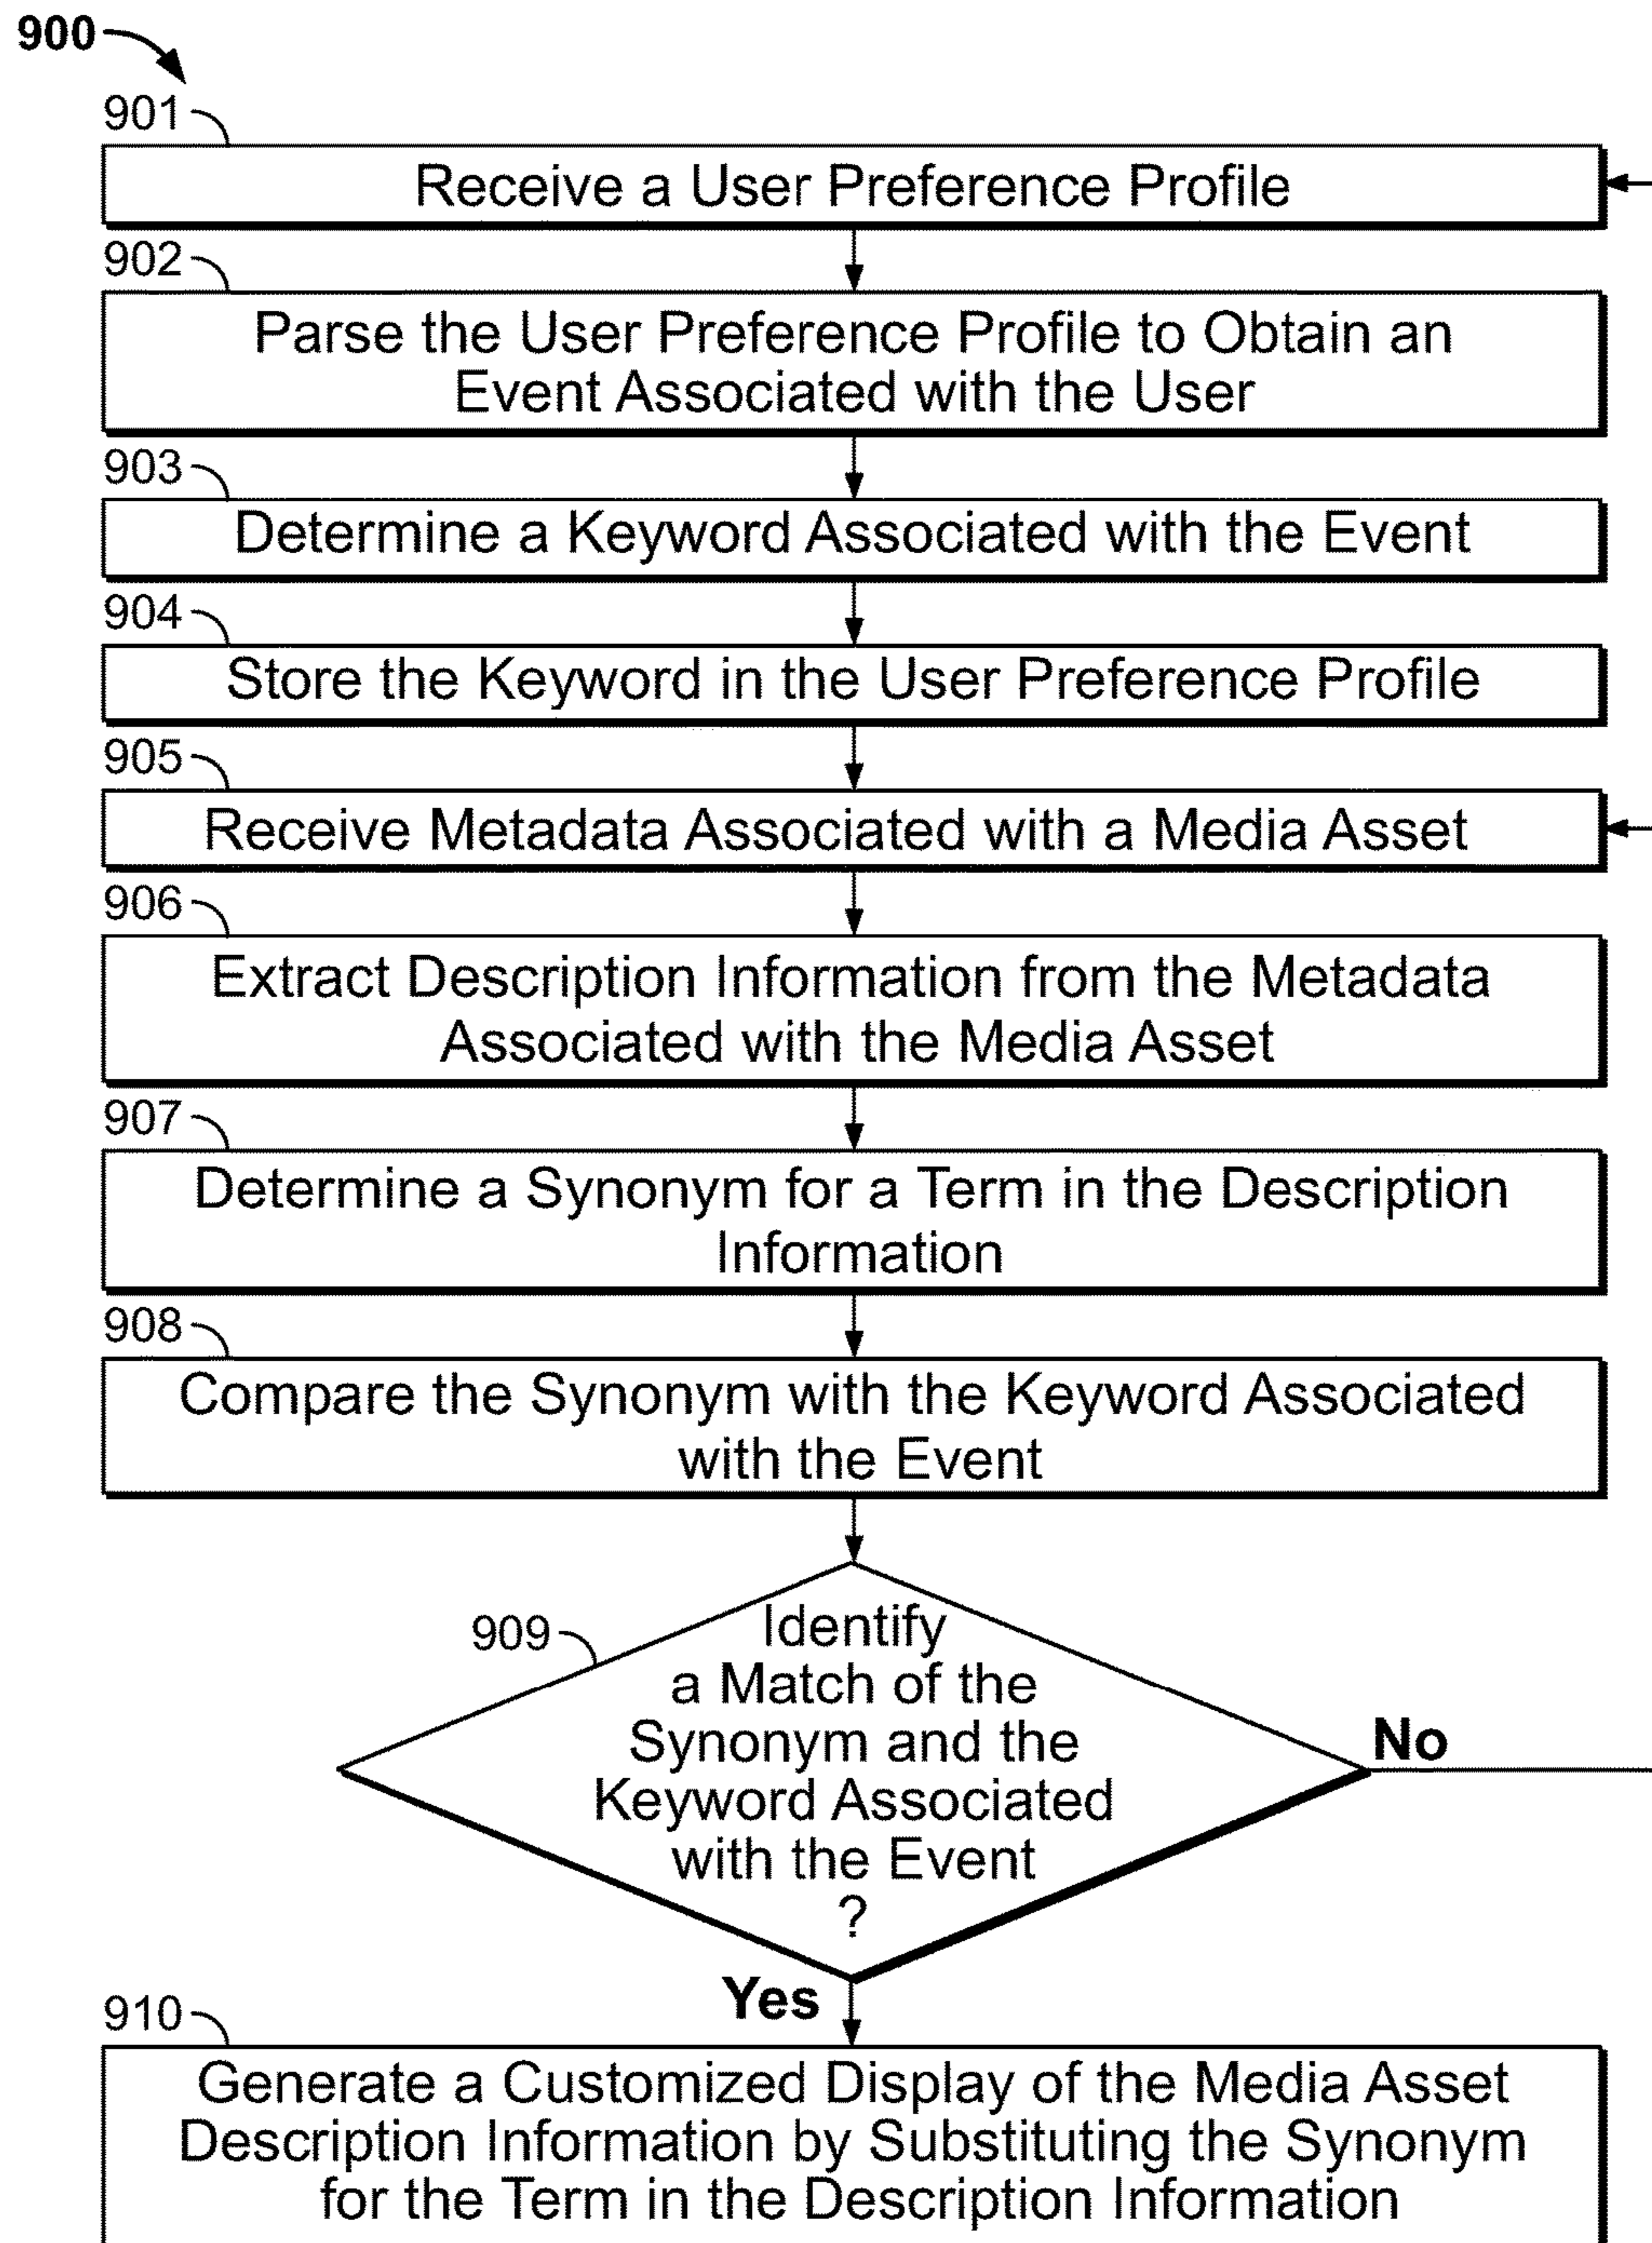 900
901
Receive a User Preference Profile
902
Parse the User Preference Profile to Obtain an
Event Associated with the User
903
Determine a Keyword Associated with the Event
904
Store the Keyword in the User Preference Profile
905
Receive Metadata Associated with a Media Asset
906
Extract Description Information from the Metadata
Associated with the Media Asset
907
Determine a Synonym for a Term in the Description
Information
908
Compare the Synonym with the Keyword Associated
with the Event
909
Identify
a Match of the
Synonym and the
Keyword Associated
with the Event
?
No
Yes
910
Generate a Customized Display of the Media Asset
Description Information by Substituting the Synonym
for the Term in the Description Information